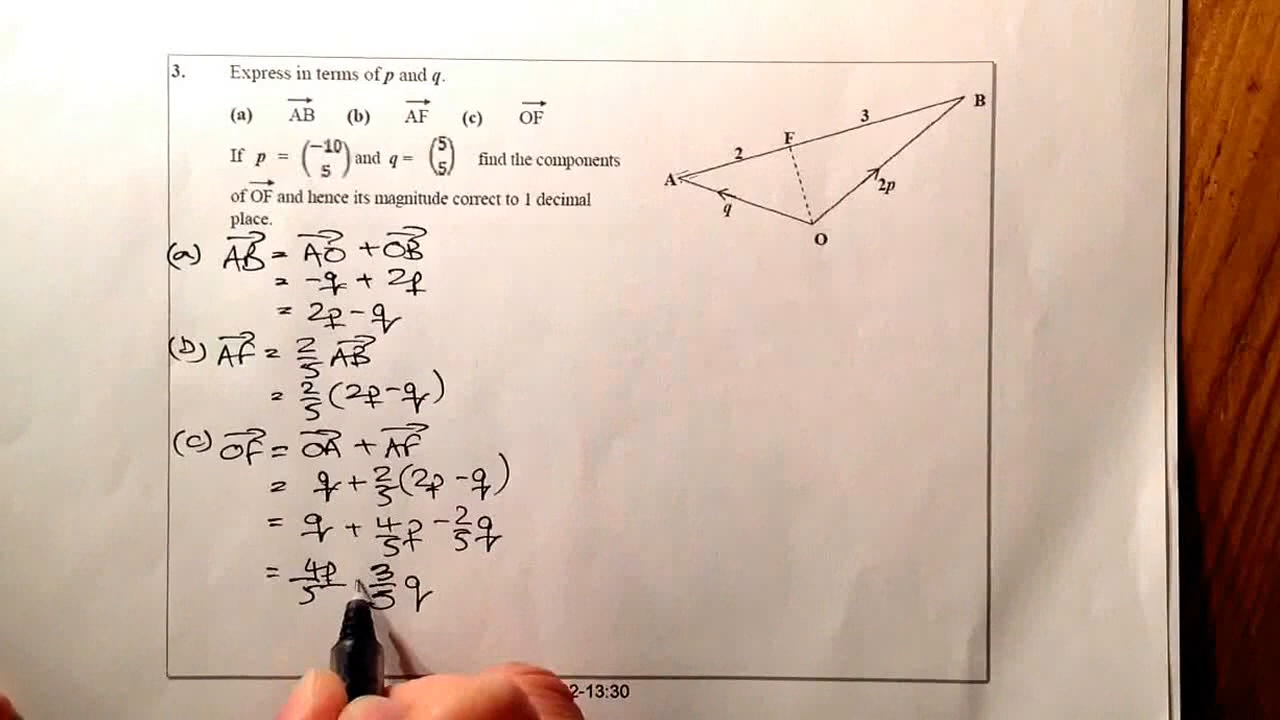 3. Express in terms of p and q.
(a) AB (b) AF (c) OF
If p = (−10 5) and q = (5 5) find the components
of OF and hence its magnitude correct to 1 decimal
place.
A
2
F
3
B
q
2p
O
(a) AB = AO + OB
= -q + 2p
= 2p - q
(b) AF = 2/5 AB
= 2/5 (2p - q)
(c) OF = OA + AF
= q + 2/5 (2p - q)
= q + 4/5 p - 2/5 q
= 4p/5 3/5 q
2-13:30